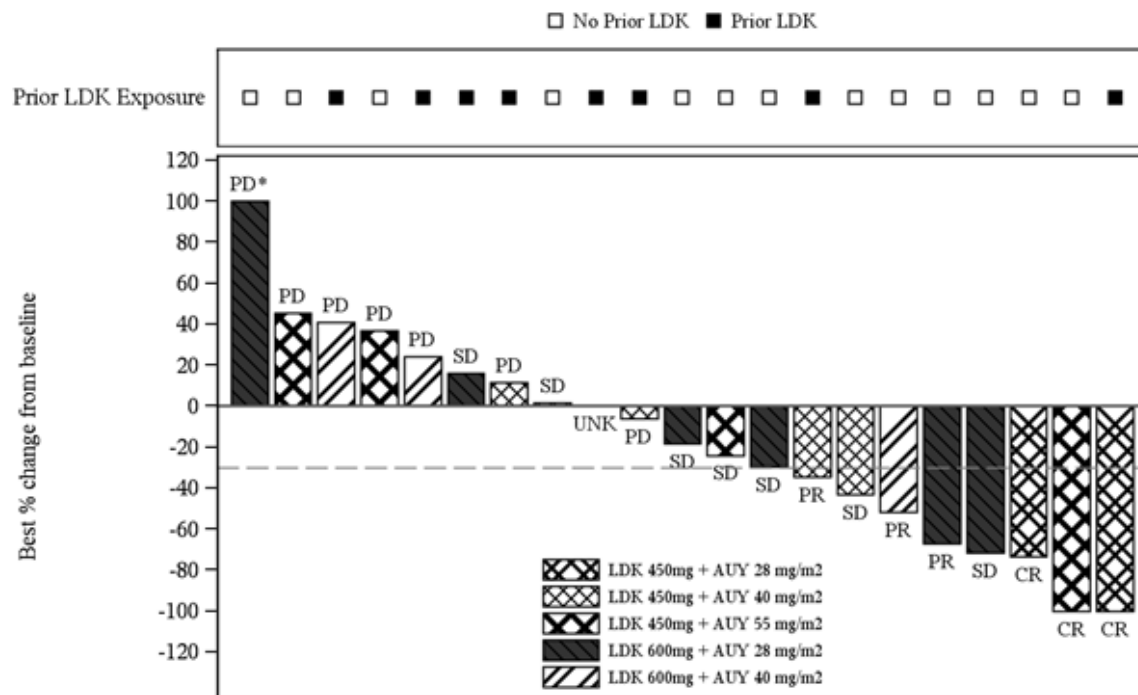 No Prior LDK Prior LDK
Prior LDK Exposure
120
PD*
100
80
60
PD PD PD
40
PD
SD PD
20
SD
0
UNK PD
-20
SD SD SD
-40
PR SD
PR
-60
PR SD CR
-80
-100
CR CR
-120
Best % change from baseline
LDK 450mg + AUY 28 mg/m2
LDK 450mg + AUY 40 mg/m2
LDK 450mg + AUY 55 mg/m2
LDK 600mg + AUY 28 mg/m2
LDK 600mg + AUY 40 mg/m2